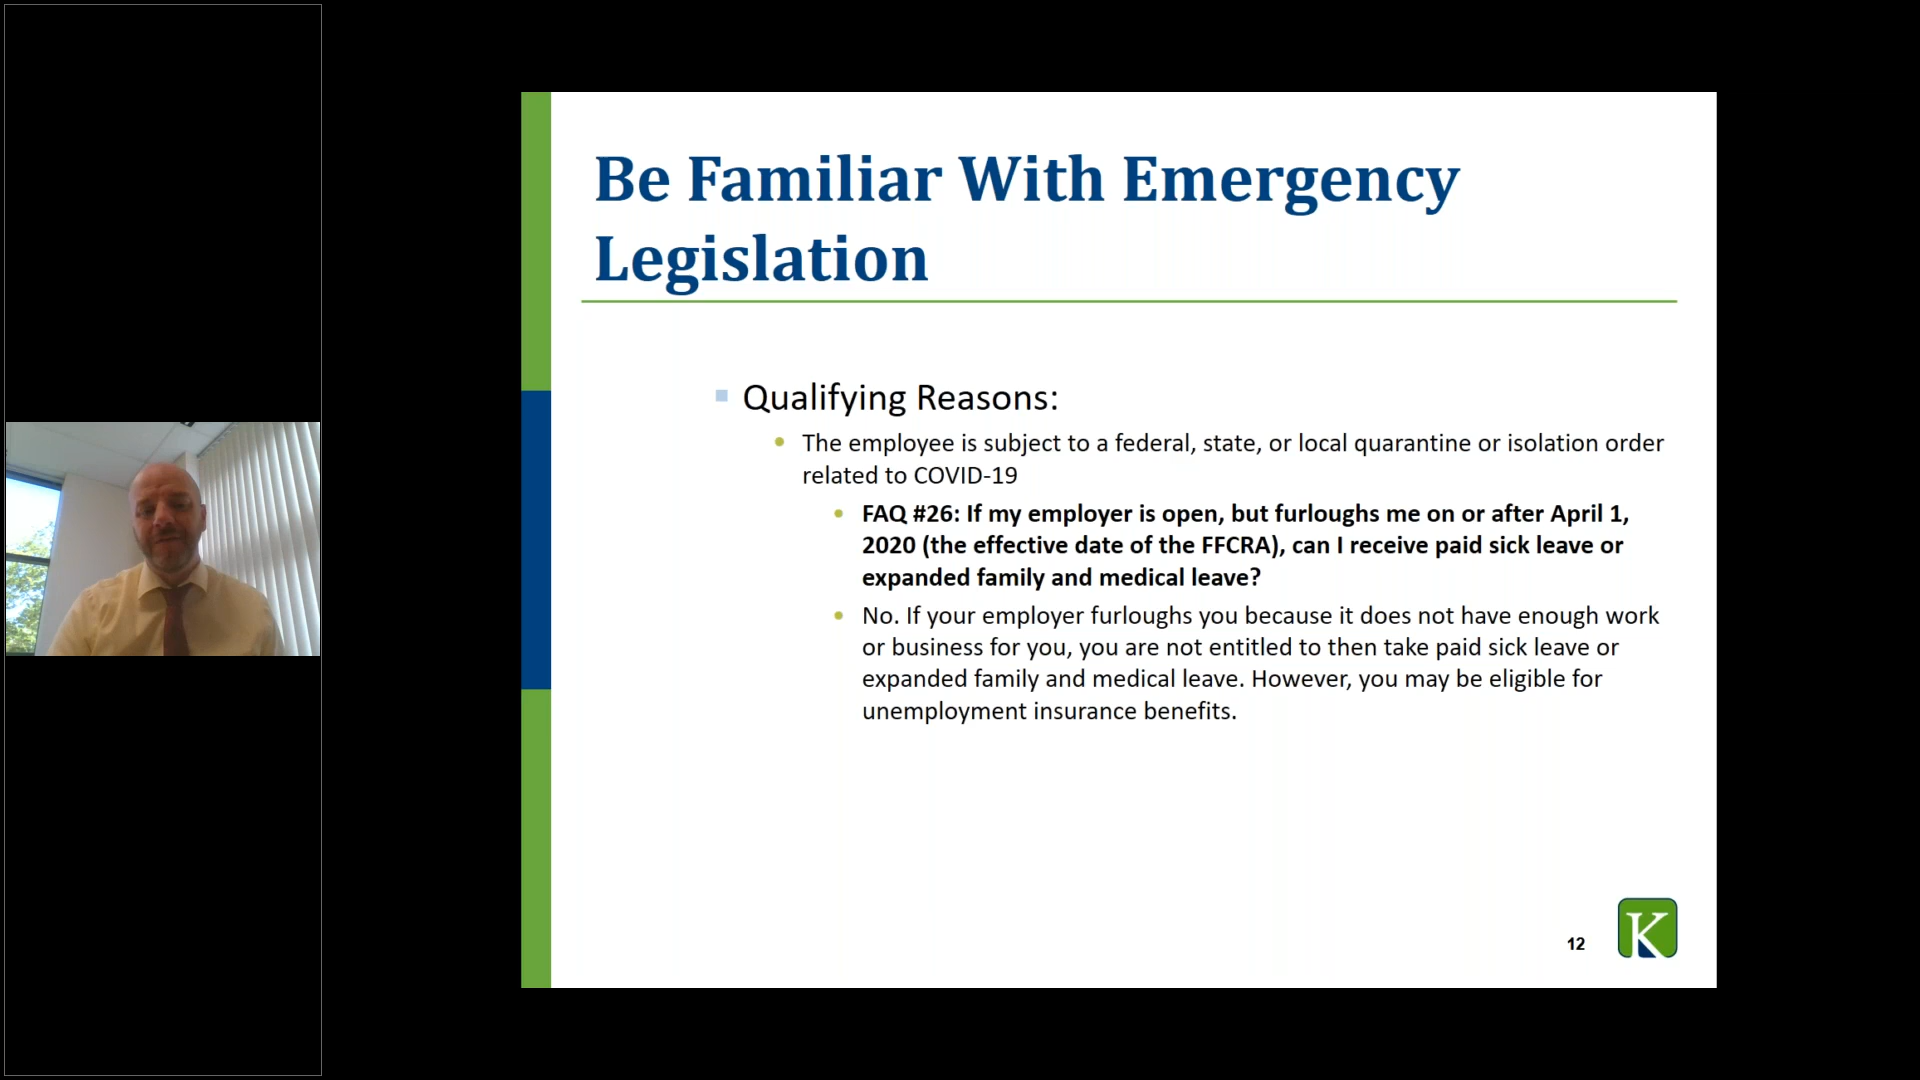 Be Familiar With Emergency
Legislation
Qualifying Reasons:
The employee is subject to a federal, state, or local quarantine or isolation order
related to COVID-19
FAQ #26: If my employer is open, but furloughs me on or after April 1,
2020 (the effective date of the FFCRA), can I receive paid sick leave or
expanded family and medical leave?
No. If your employer furloughs you because it does not have enough work
or business for you, you are not entitled to then take paid sick leave or
expanded family and medical leave. However, you may be eligible for
unemployment insurance benefits.
12
K